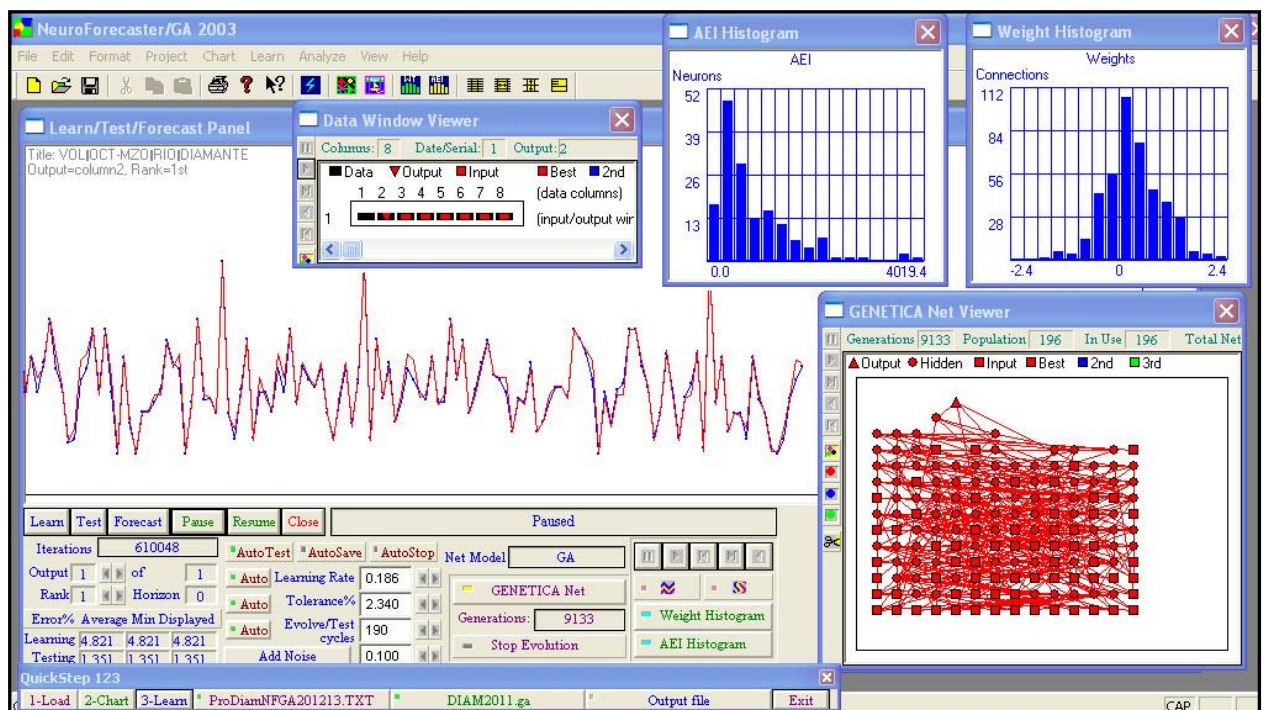 NeuroForecaster/GA 2003
File Edit Format Project Chart Learn Analyze View Help
Learn/Test/Forecast Panel
Title: VOL|OCT-MZO|RIO|DIAMANTE
Output=column2, Rank=1st
Data Window Viewer
Columns: 8 Date/Serial: 1 Output:2
Data Output Input Best 2nd
1 2 3 4 5 6 7 8 (data columns)
1 (input/output wir
AEI Histogram
AEI
Neurons
52
39
26
13
0.0 4019.4
Weight Histogram
Weights
Connections
112
84
56
28
-2.4 0 2.4
GENETICA Net Viewer
Generations 9133 Population 196 In Use 196 Total Net
Output Hidden Input Best 2nd 3rd
Learn Test Forecast Pause Resume Close Paused
Iterations 610048 AutoTest AutoSave AutoStop Net Model GA
Output 1 of 1 Auto Learning Rate 0.186 GENETICA Net
Rank 1 Horizon 0 Auto Tolerance% 2.340 Generations: 9133 Weight Histogram
Error% Average Min Displayed Auto Evolve/Test cycles 190 Stop Evolution AEI Histogram
Learning 4.821 4.821 4.821
Testing 1.351 1.351 1.351 Add Noise 0.100
QuickStep 123
1-Load 2-Chart 3-Learn ProDiamNFGA201213.TXT DIAM2011.ga Output file Exit
CAP